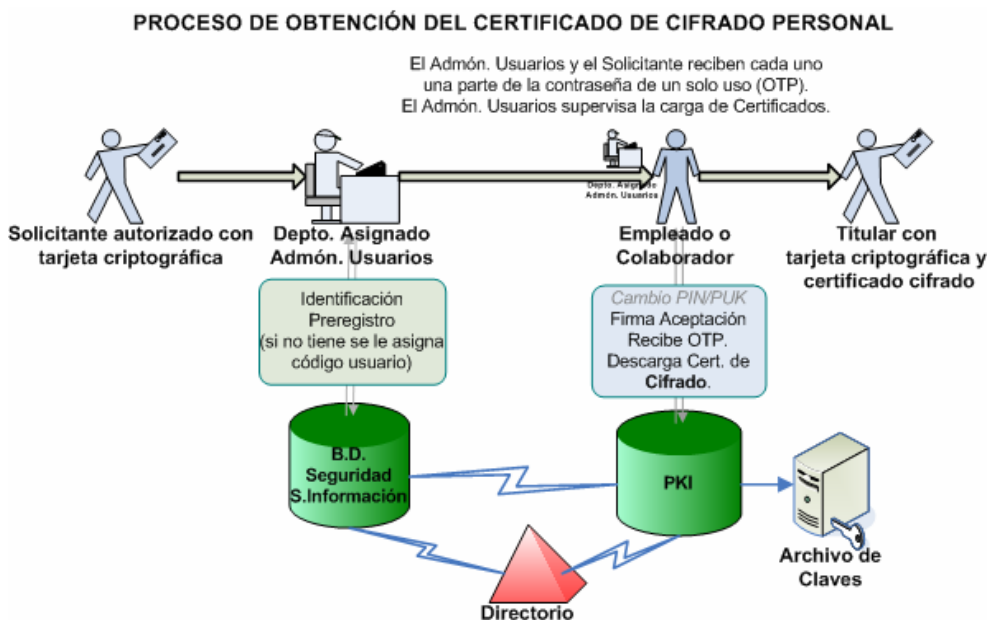 PROCESO DE OBTENCIÓN DEL CERTIFICADO DE CIFRADO PERSONAL
El Admón. Usuarios y el Solicitante reciben cada uno
una parte de la contraseña de un solo uso (OTP).
El Admón. Usuarios supervisa la carga de Certificados.
Depto. Asignado
Admón. Usuarios
Solicitante autorizado con
tarjeta criptográfica
Depto. Asignado
Admón. Usuarios
Empleado o
Colaborador
Titular con
tarjeta criptográfica y
certificado cifrado
Identificación
Preregistro
(si no tiene se le asigna
código usuario)
Cambio PIN/PUK
Firma Aceptación
Recibe OTP.
Descarga Cert. de
Cifrado.
B.D.
Seguridad
S.Información
PKI
Archivo de
Claves
Directorio